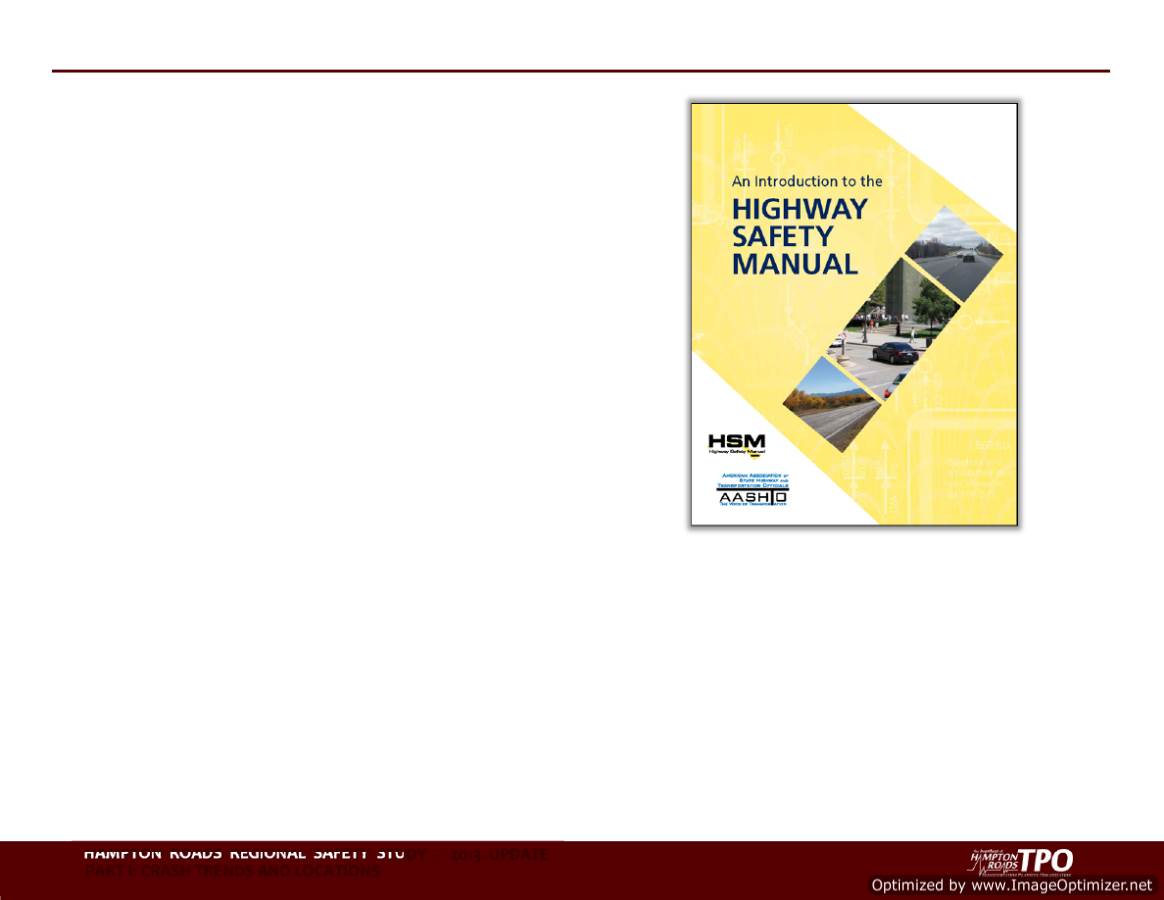 An Introduction to the
HIGHWAY
SAFETY
MANUAL
HSM
Highway Safety Manual
AMERICAN ASSOCIATION OF
STATE HIGHWAY AND
TRANSPORTATION OFFICIALS
AASHTO
THE VOICE OF TRANSPORTATION
HAMPTON ROADS REGIONAL SAFETY STUDY 2013 UPDATE
PART I: CRASH TRENDS AND LOCATIONS
HAMPTON
ROADS
TPO
Optimized by www.ImageOptimizer.net